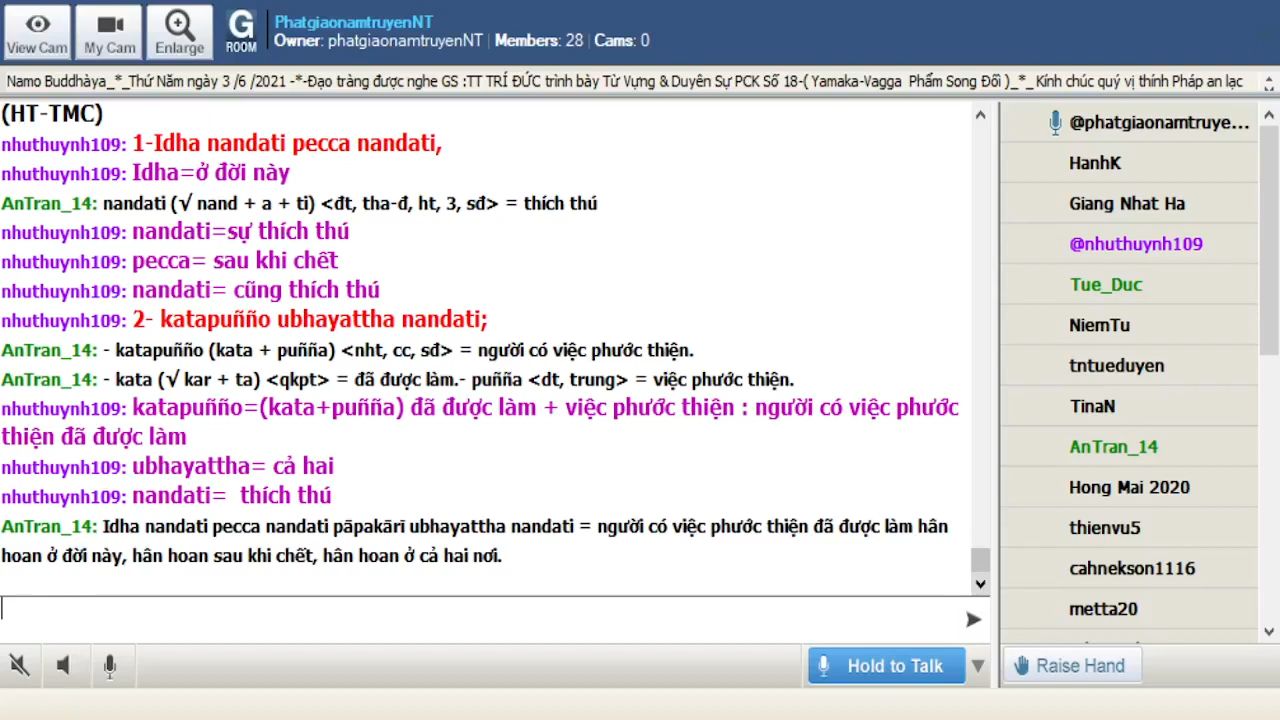 View Cam
My Cam
Enlarge
G
ROOM
PhatgiaonamtruyenNT
Owner: phatgiaonamtruyenNT | Members: 28 | Cams: 0
Namo Buddhàya_*_Thứ Năm ngày 3 /6 /2021 -*-Đạo tràng được nghe GS :TT TRÍ ĐỨC trình bày Từ Vựng & Duyên Sự PCK Số 18-( Yamaka-Vagga Phẩm Song Đối )_*_ Kính chúc quý vị thính Pháp an lạc
(HT-TMC)
nhuthuynh109: 1-Idha nandati pecca nandati,
nhuthuynh109: Idha=ở đời này
AnTran_14: nandati (√ nand + a + ti) <đt, tha-đ, ht, 3, sđ> = thích thú
nhuthuynh109: nandati=sự thích thú
nhuthuynh109: pecca= sau khi chết
nhuthuynh109: nandati= cũng thích thú
nhuthuynh109: 2- katapuñño ubhayattha nandati;
AnTran_14: - katapuñño (kata + puñña) <nht, cc, sđ> = người có việc phước thiện.
AnTran_14: - kata (√ kar + ta) <qkpt> = đã được làm.- puñña <dt, trung> = việc phước thiện.
nhuthuynh109: katapuñño=(kata+puñña) đã được làm + việc phước thiện : người có việc phước
thiện đã được làm
nhuthuynh109: ubhayattha= cả hai
nhuthuynh109: nandati=  thích thú
AnTran_14: Idha nandati pecca nandati pāpakārī ubhayattha nandati = người có việc phước thiện đã được làm hân
hoan ở đời này, hân hoan sau khi chết, hân hoan ở cả hai nơi.
@phatgiaonamtruye...
HanhK
Giang Nhat Ha
@nhuthuynh109
Tue_Duc
NiemTu
tntueduyen
TinaN
AnTran_14
Hong Mai 2020
thienvu5
cahnekson1116
metta20
Hold to Talk
Raise Hand